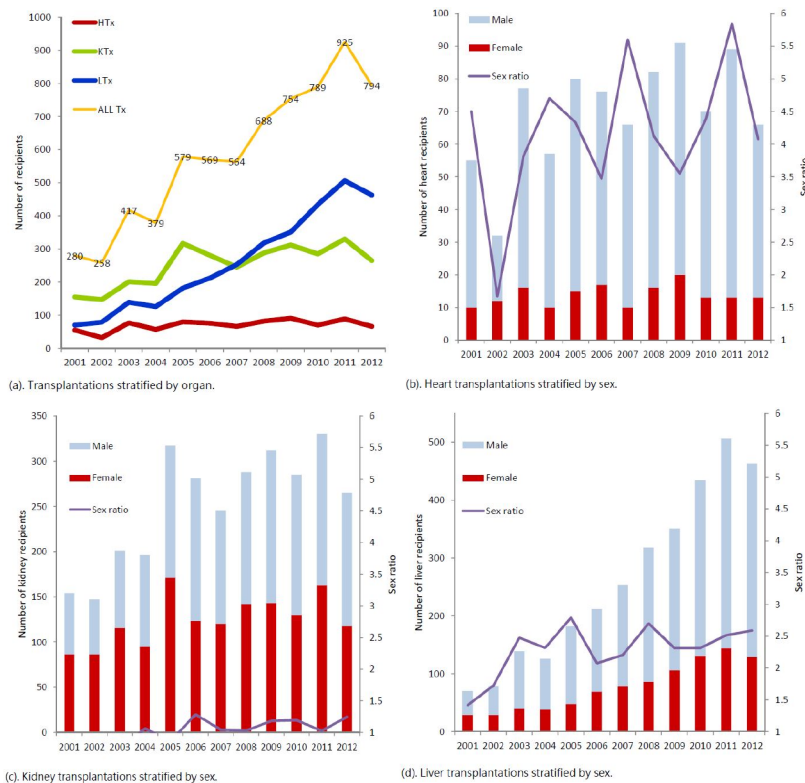 HTx
KTx
LTx
ALL Tx
Number of recipients
1000
900
800
700
600
500
400
300
200
100
0
280
258
417
379
579
569
564
688
754
789
925
794
2001 2002 2003 2004 2005 2006 2007 2008 2009 2010 2011 2012
(a). Transplantations stratified by organ.
Male
Female
Sex ratio
Number of heart recipients
100
90
80
70
60
50
40
30
20
10
0
6
5.5
5
4.5
4
3.5
3
2.5
2
1.5
1
Sex ratio
2001 2002 2003 2004 2005 2006 2007 2008 2009 2010 2011 2012
(b). Heart transplantations stratified by sex.
Male
Female
Sex ratio
Number of kidney recipients
350
300
250
200
150
100
50
0
6
5.5
5
4.5
4
3.5
3
2.5
2
1.5
1
Sex ratio
2001 2002 2003 2004 2005 2006 2007 2008 2009 2010 2011 2012
(c). Kidney transplantations stratified by sex.
Male
Female
Sex ratio
Number of liver recipients
500
400
300
200
100
0
6
5.5
5
4.5
4
3.5
3
2.5
2
1.5
1
Sex ratio
2001 2002 2003 2004 2005 2006 2007 2008 2009 2010 2011 2012
(d). Liver transplantations stratified by sex.